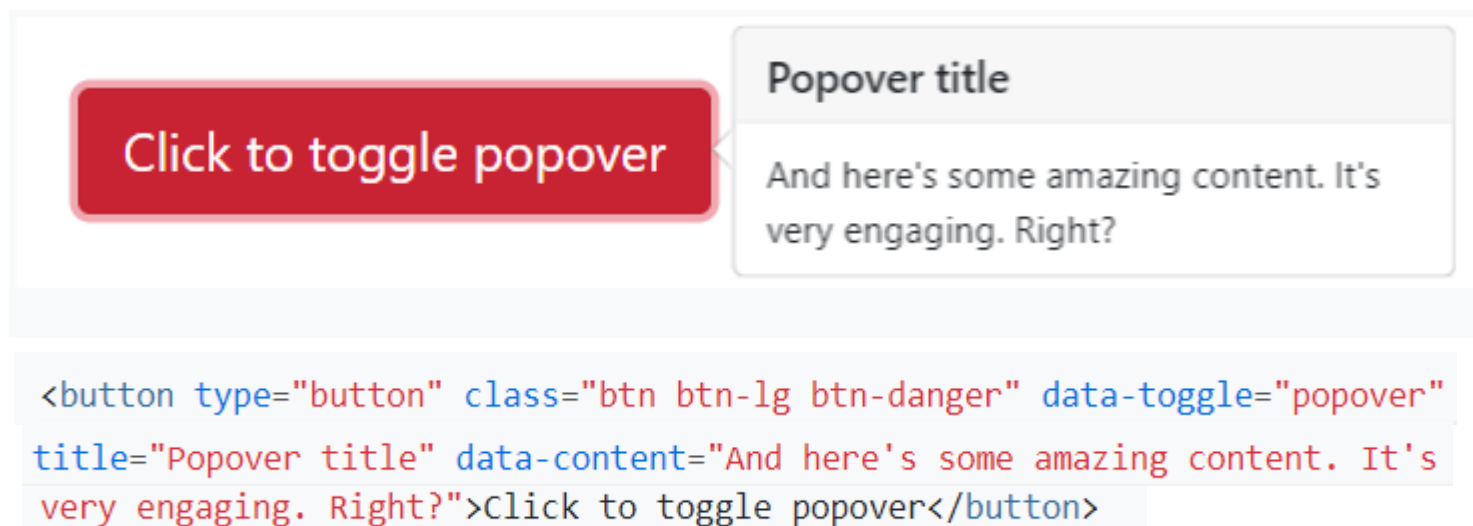 Click to toggle popover
Popover title
And here's some amazing content. It's
very engaging. Right?
<button type="button" class="btn btn-lg btn-danger" data-toggle="popover"
title="Popover title" data-content="And here's some amazing content. It's
very engaging. Right?">Click to toggle popover</button>